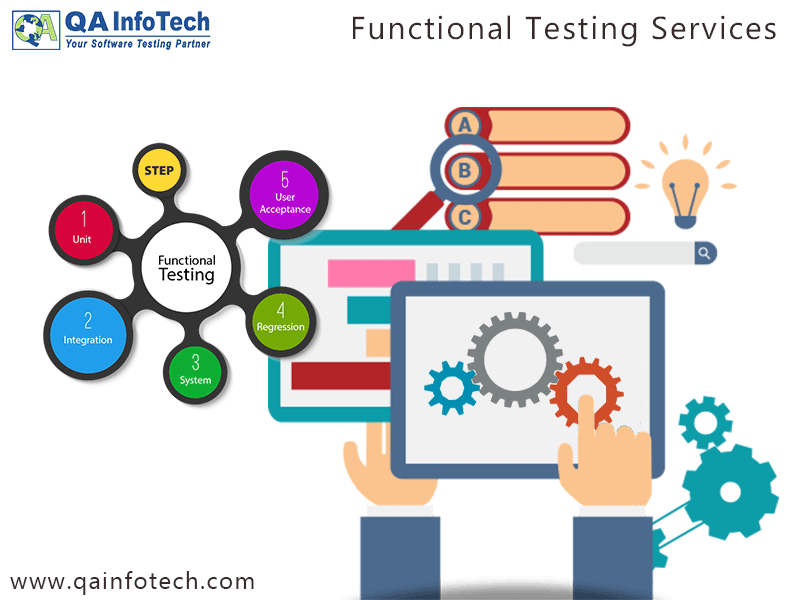 QA
QA InfoTech
Your Software Testing Partner
Functional Testing Services
STEP
1
Unit
2
Integration
3
System
4
Regression
5
User
Acceptance
Functional
Testing
A
B
C
www.qainfotech.com